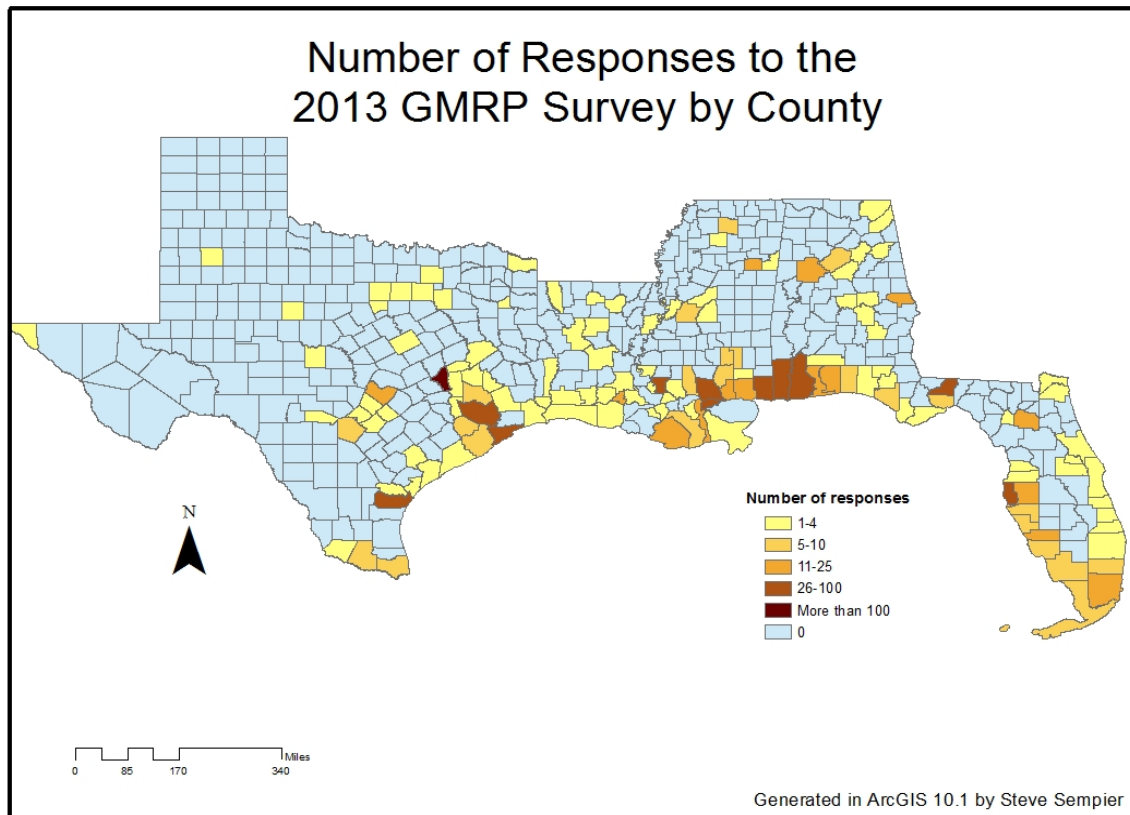 Number of Responses to the
2013 GMRP Survey by County
N
Number of responses
1-4
5-10
11-25
26-100
More than 100
0
Miles
0 85 170 340
Generated in ArcGIS 10.1 by Steve Sempier